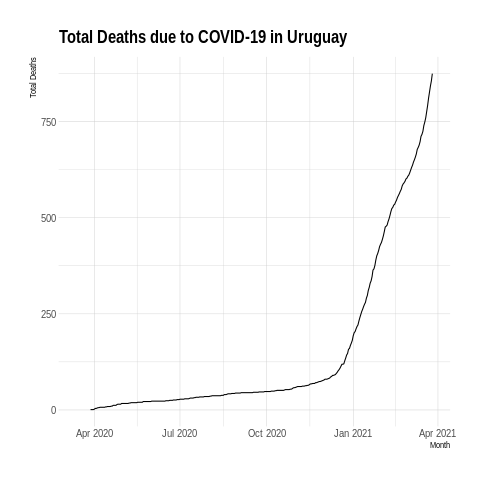 Total Deaths due to COVID-19 in Uruguay
Total Deaths
750
500
250
0
Apr 2020 Jul 2020 Oct 2020 Jan 2021 Apr 2021
Month